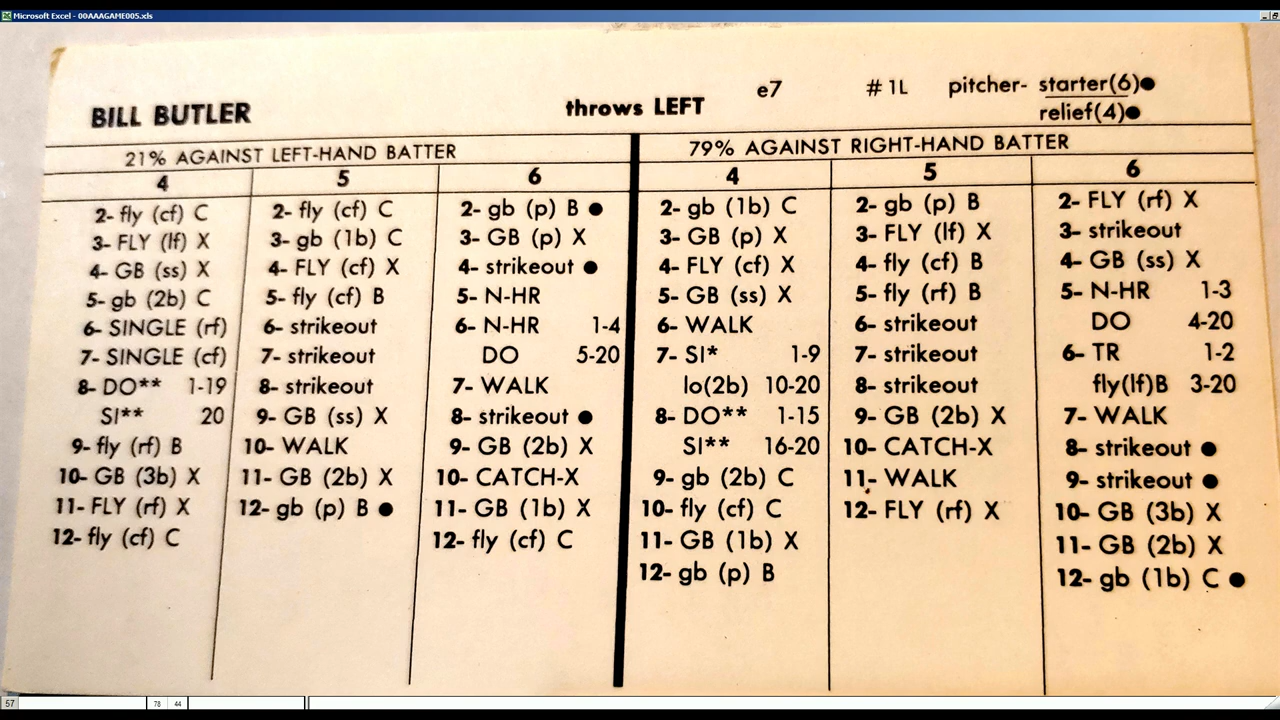 Microsoft Excel - 00AAAGAME005.xls
BILL BUTLER
throws LEFT
e7
#1L
pitcher- starter(6)●
relief(4)●
21% AGAINST LEFT-HAND BATTER
4
2- fly (cf) C
3- FLY (lf) X
4- GB (ss) X
5- gb (2b) C
6- SINGLE (rf)
7- SINGLE (cf)
8- DO** 1-19
SI** 20
9- fly (rf) B
10- GB (3b) X
11- FLY (rf) X
12- fly (cf) C
5
2- fly (cf) C
3- gb (1b) C
4- FLY (cf) X
5- fly (cf) B
6- strikeout
7- strikeout
8- strikeout
9- GB (ss) X
10- WALK
11- GB (2b) X
12- gb (p) B ●
6
2- gb (p) B ●
3- GB (p) X
4- strikeout ●
5- N-HR
6- N-HR 1-4
DO 5-20
7- WALK
8- strikeout ●
9- GB (2b) X
10- CATCH-X
11- GB (1b) X
12- fly (cf) C
79% AGAINST RIGHT-HAND BATTER
4
2- gb (1b) C
3- GB (p) X
4- FLY (cf) X
5- GB (ss) X
6- WALK
7- SI* 1-9
lo(2b) 10-20
8- DO** 1-15
SI** 16-20
9- gb (2b) C
10- fly (cf) C
11- GB (1b) X
12- gb (p) B
5
2- gb (p) B
3- FLY (lf) X
4- fly (cf) B
5- fly (rf) B
6- strikeout
7- strikeout
8- strikeout
9- GB (2b) X
10- CATCH-X
11- WALK
12- FLY (rf) X
6
2- FLY (rf) X
3- strikeout
4- GB (ss) X
5- N-HR 1-3
DO 4-20
6- TR 1-2
fly(lf)B 3-20
7- WALK
8- strikeout ●
9- strikeout ●
10- GB (3b) X
11- GB (2b) X
12- gb (1b) C ●
57
78
44